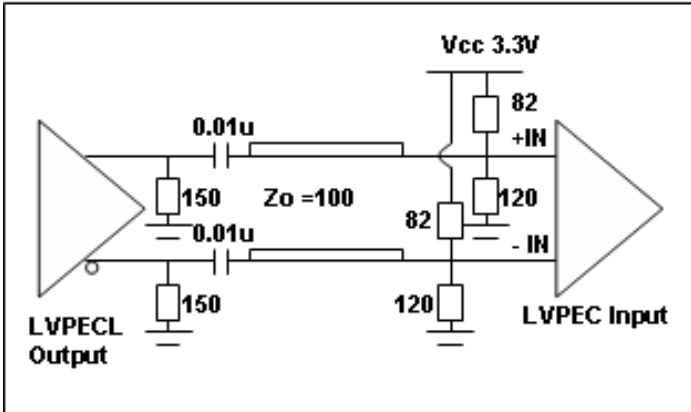 Vcc 3.3V
82
0.01u
+IN
150
Zo =100
120
82
0.01u
- IN
150
120
LVPECL
Output
LVPEC Input